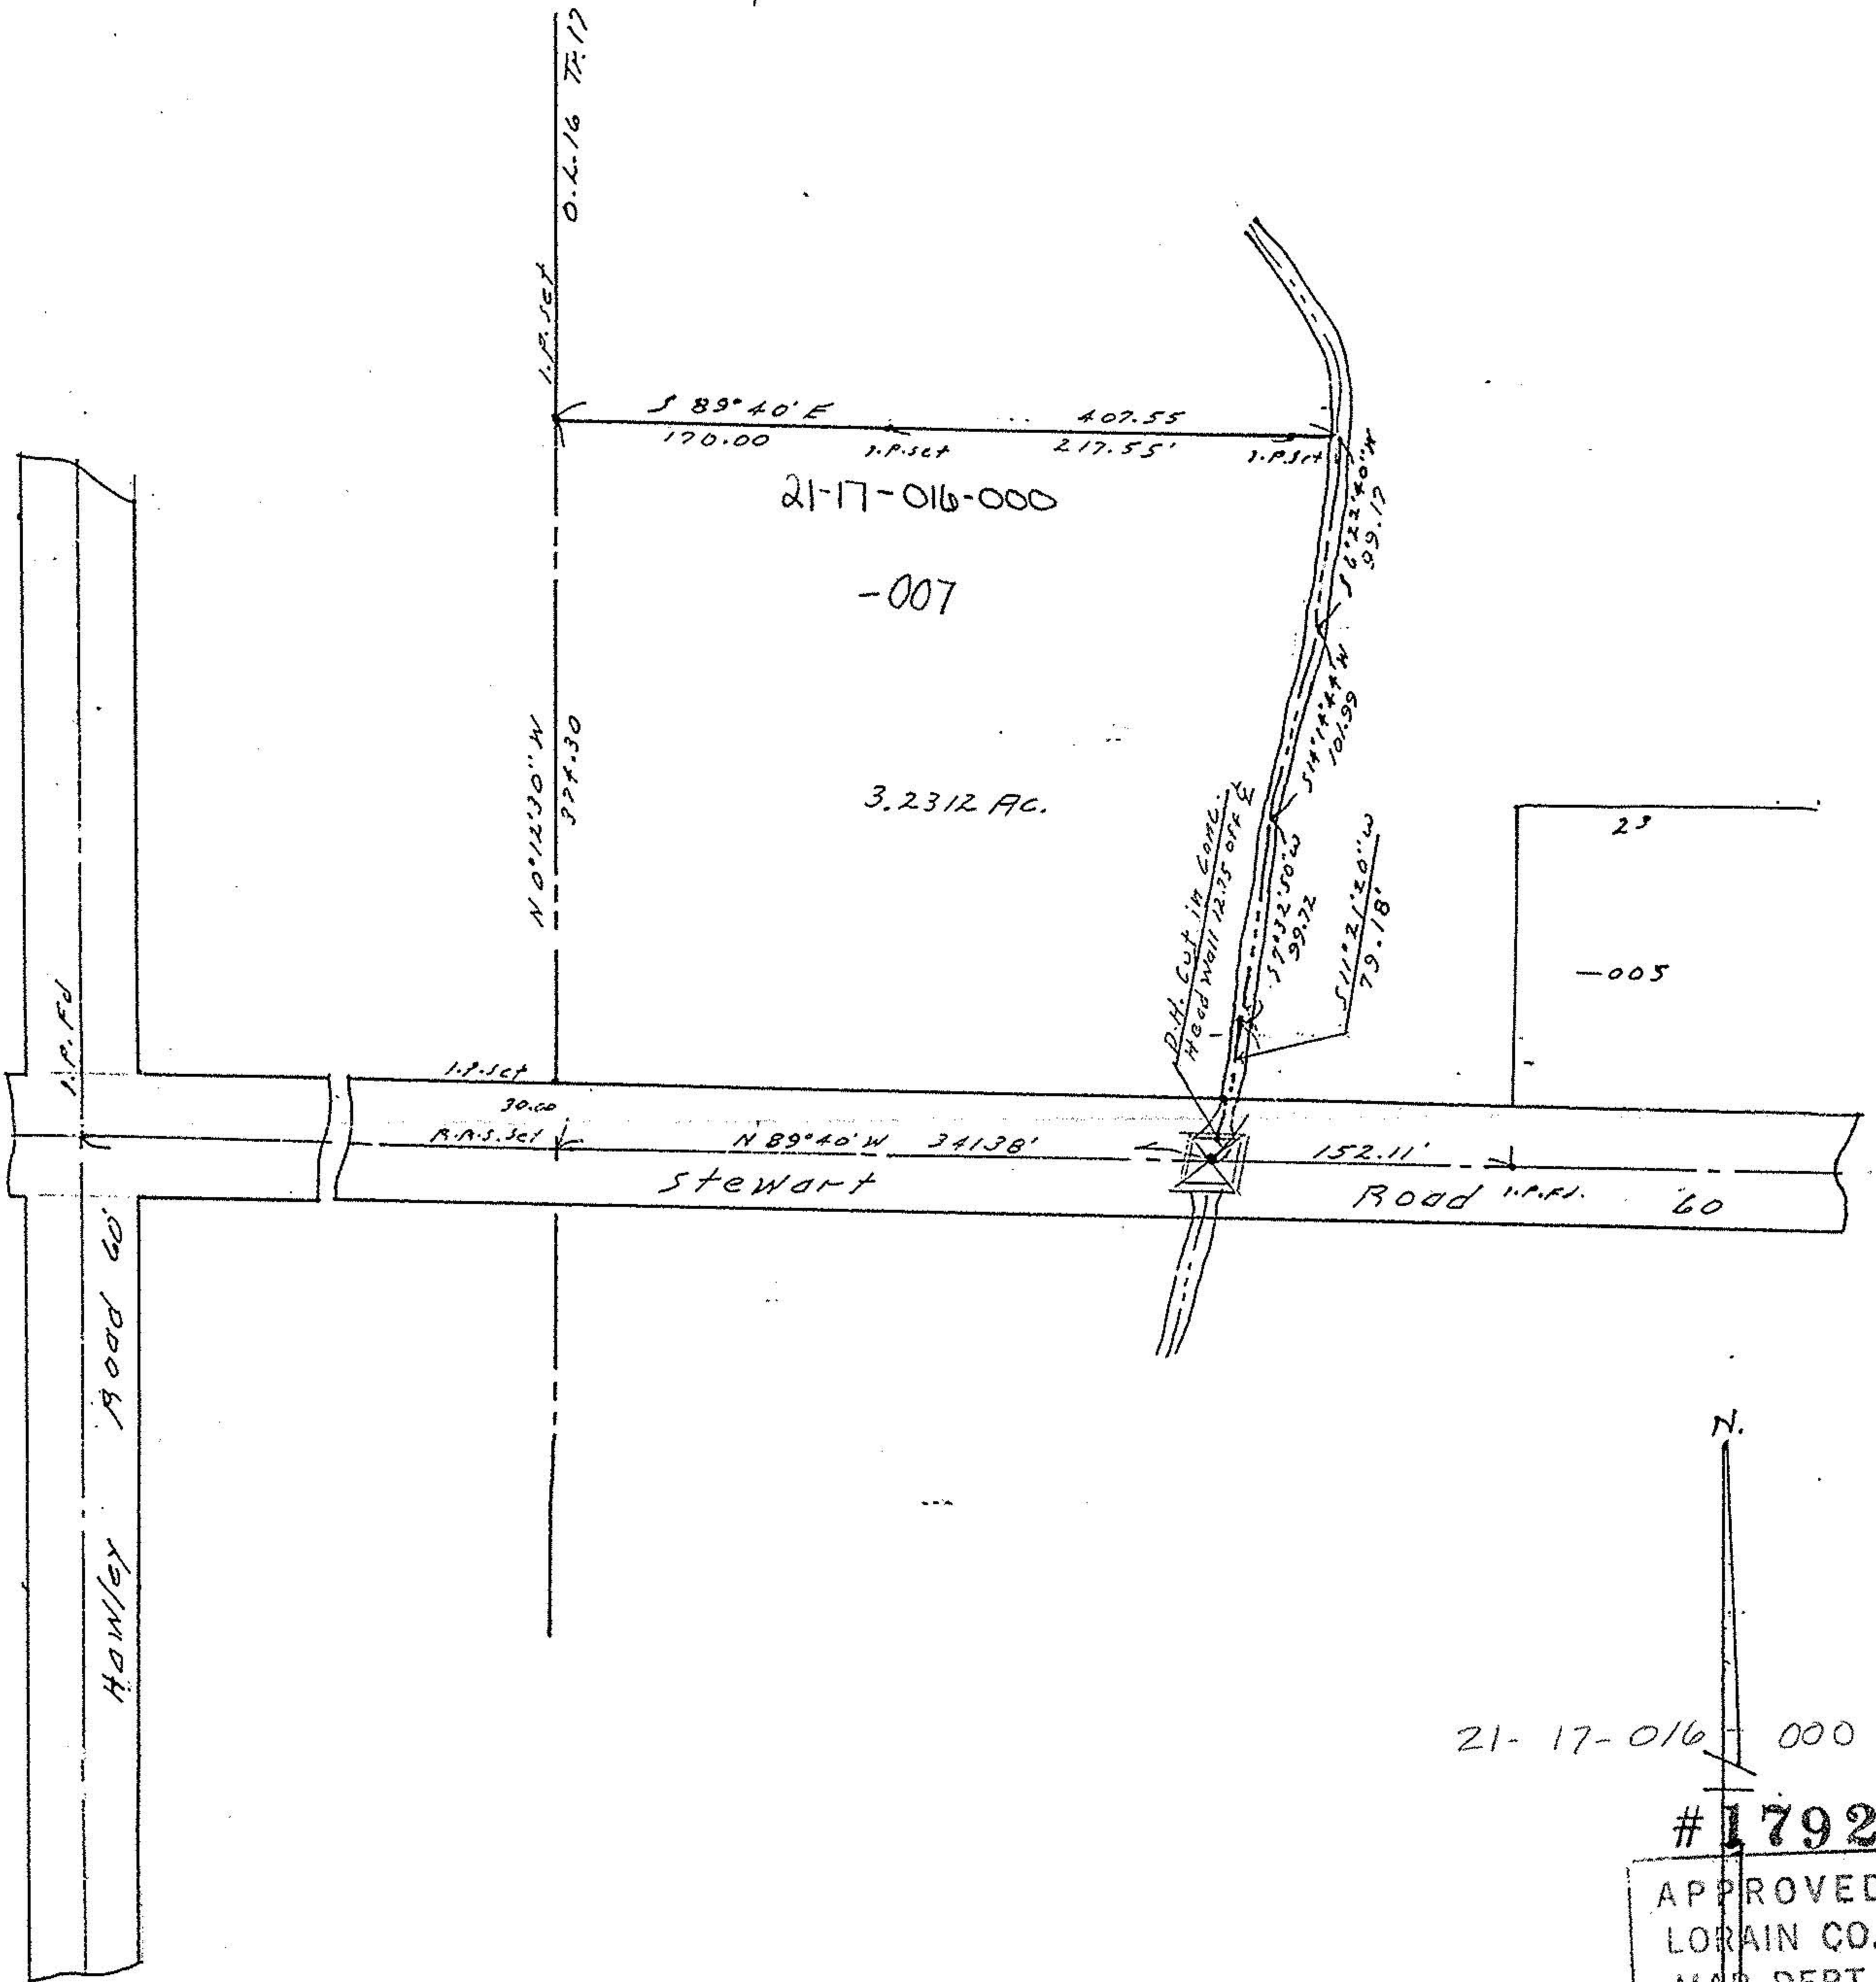 O.L-16 Tr. 17
I.P. Set
S 89° 40' E
407.55
170.00
I.P. Set
217.55'
I.P. Set
21-17-016-000
-007
S 6° 22' 40" W
99.17
S 14° 14' 44" W
101.99
N 0° 12' 30" W
374.30
3.2312 AC.
D.H. Cut in Conc.
Head Wall 12.75 off
S 7° 32' 50" W
99.72
S 11° 21' 20" W
79.18'
23
-005
I.P. Fd
I.P. Set
30.00
R.R.S. Set
N 89° 40' W 341.38'
152.11'
Stewart Road
I.P. Fd.
60
Hawley Road 60'
N.
21- 17- 016 - 000
#1792
APPROVED
LORAIN CO.
MAP DEPT